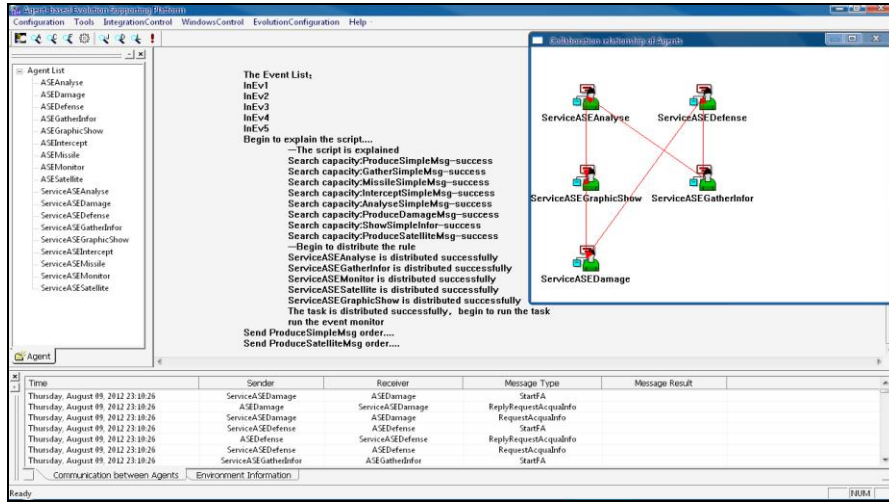 Agent-Based Evolution Supporting Platform
Configuration Tools IntegrationControl WindowsControl EvolutionConfiguration Help
Agent List
ASEAnalyse
ASEDamage
ASEDefense
ASEGatherInfor
ASEGraphicShow
ASEIntercept
ASEMissile
ASEMonitor
ASESatellite
ServiceASEAnalyse
ServiceASEDamage
ServiceASEDefense
ServiceASEGatherInfor
ServiceASEGraphicShow
ServiceASEIntercept
ServiceASEMissile
ServiceASEMonitor
ServiceASESatellite
Agent
The Event List:
InEv1
InEv2
InEv3
InEv4
InEv5
Begin to explain the script....
—The script is explained
Search capacity:ProduceSimpleMsg—success
Search capacity:GatherSimpleMsg—success
Search capacity:MissileSimpleMsg—success
Search capacity:InterceptSimpleMsg—success
Search capacity:AnalyseSimpleMsg—success
Search capacity:ProduceDamageMsg—success
Search capacity:ShowSimpleInfor—success
Search capacity:ProduceSatelliteMsg—success
—Begin to distribute the rule
ServiceASEAnalyse is distributed successfully
ServiceASEGatherInfor is distributed successfully
ServiceASEMonitor is distributed successfully
ServiceASESatellite is distributed successfully
ServiceASEGraphicShow is distributed successfully
The task is distributed successfully, begin to run the task
run the event monitor
Send ProduceSimpleMsg order....
Send ProduceSatelliteMsg order....
Collaboration relationship of Agents
ServiceASEAnalyse ServiceASEDefense
ServiceASEGraphicShow ServiceASEGatherInfor
ServiceASEDamage
Time Sender Receiver Message Type Message Result
Thursday, August 09, 2012 23:10:26 ServiceASEDamage ASEDamage StartFA
Thursday, August 09, 2012 23:10:26 ASEDamage ServiceASEDamage ReplyRequestAcquaInfo
Thursday, August 09, 2012 23:10:26 ServiceASEDamage ASEDamage RequestAcquaInfo
Thursday, August 09, 2012 23:10:26 ServiceASEDefense ASEDefense StartFA
Thursday, August 09, 2012 23:10:26 ASEDefense ServiceASEDefense ReplyRequestAcquaInfo
Thursday, August 09, 2012 23:10:26 ServiceASEDefense ASEDefense RequestAcquaInfo
Thursday, August 09, 2012 23:10:26 ServiceASEGatherInfor ASEGatherInfor StartFA
Communication between Agents Environment Information
Ready NUM